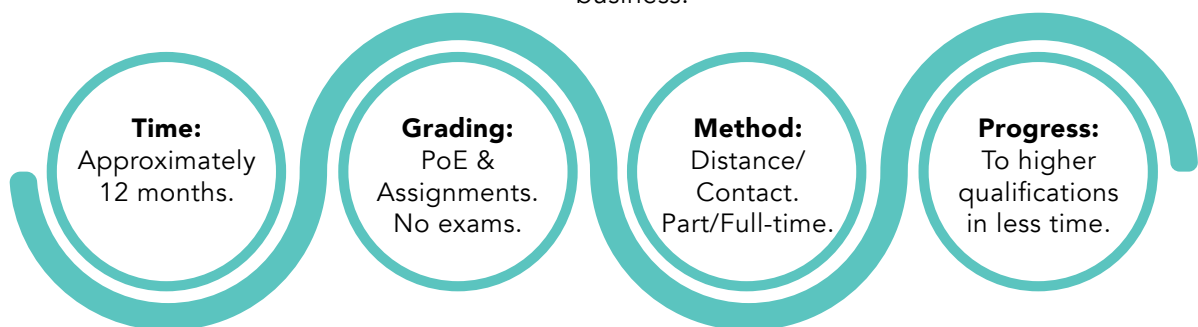 business.
Time:
Approximately
12 months.
Grading:
PoE &
Assignments.
No exams.
Method:
Distance/
Contact.
Part/Full-time.
Progress:
To higher
qualifications
in less time.